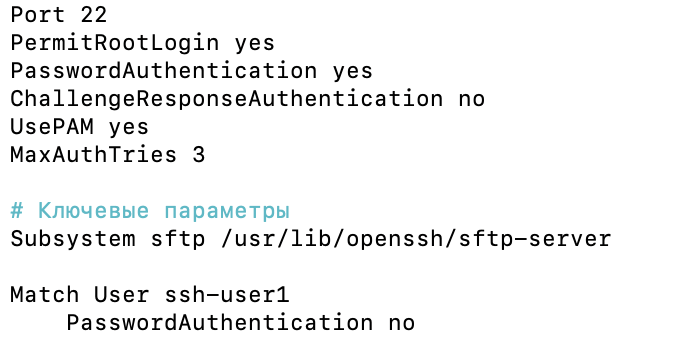 Port 22
PermitRootLogin yes
PasswordAuthentication yes
ChallengeResponseAuthentication no
UsePAM yes
MaxAuthTries 3

# Ключевые параметры
Subsystem sftp /usr/lib/openssh/sftp-server

Match User ssh-user1
    PasswordAuthentication no